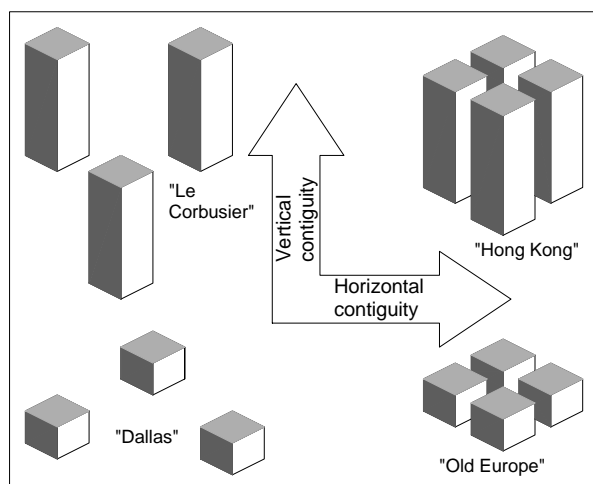 "Le
Corbusier"
Vertical
contiguity
"Hong Kong"
Horizontal
contiguity
"Dallas"
"Old Europe"